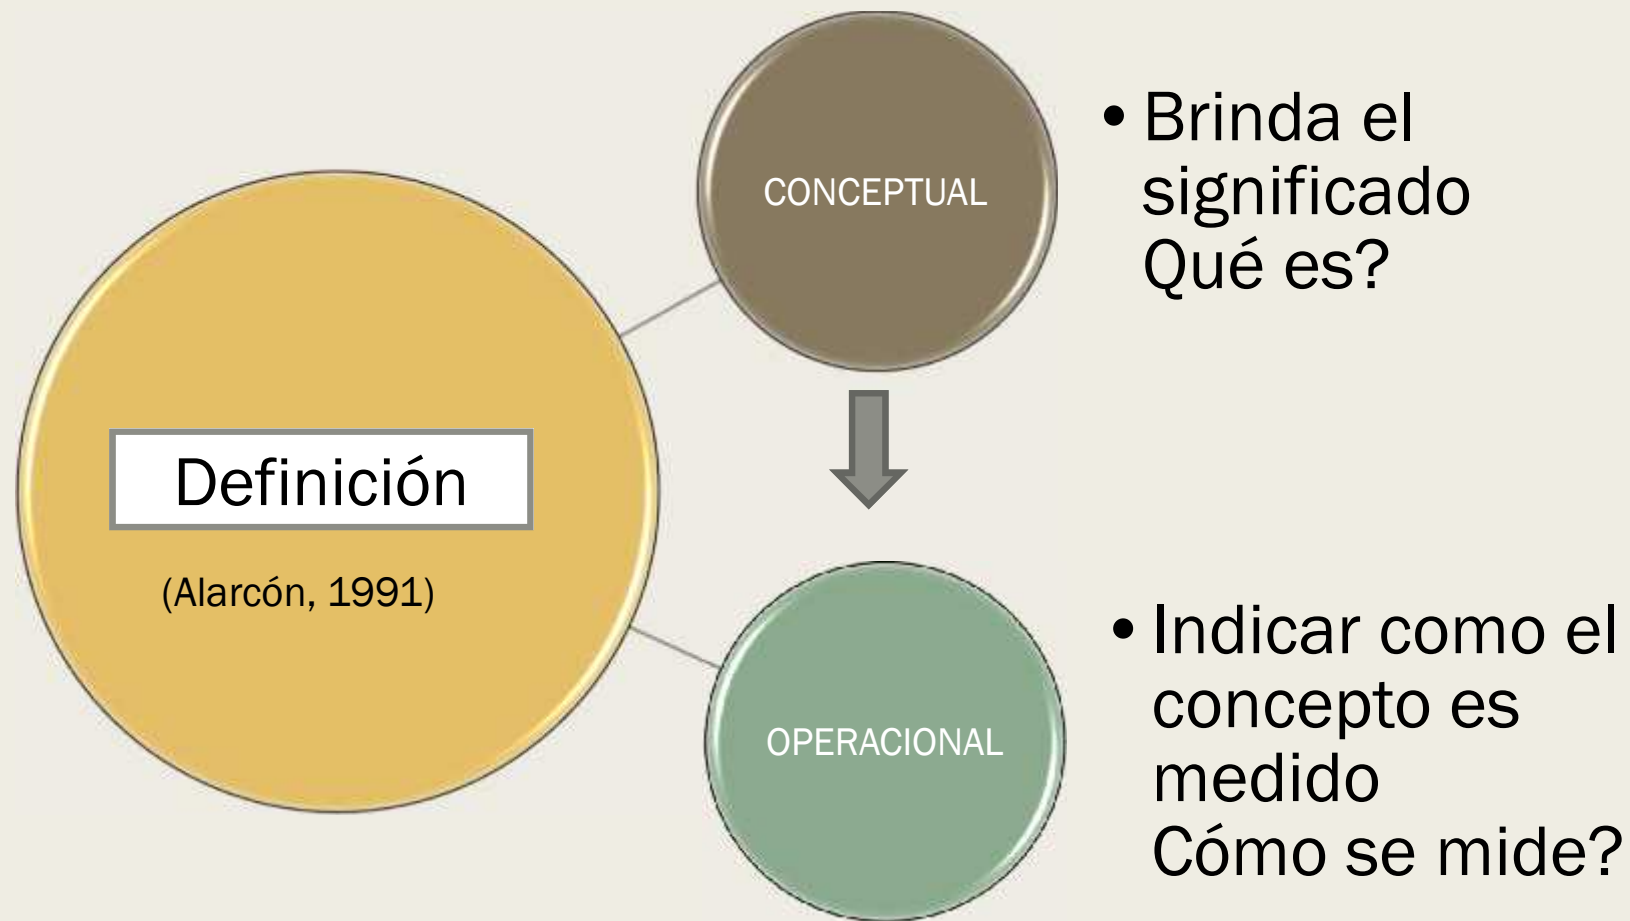 Definición
(Alarcón, 1991)
CONCEPTUAL
• Brinda el
significado
Qué es?
OPERACIONAL
• Indicar como el
concepto es
medido
Cómo se mide?